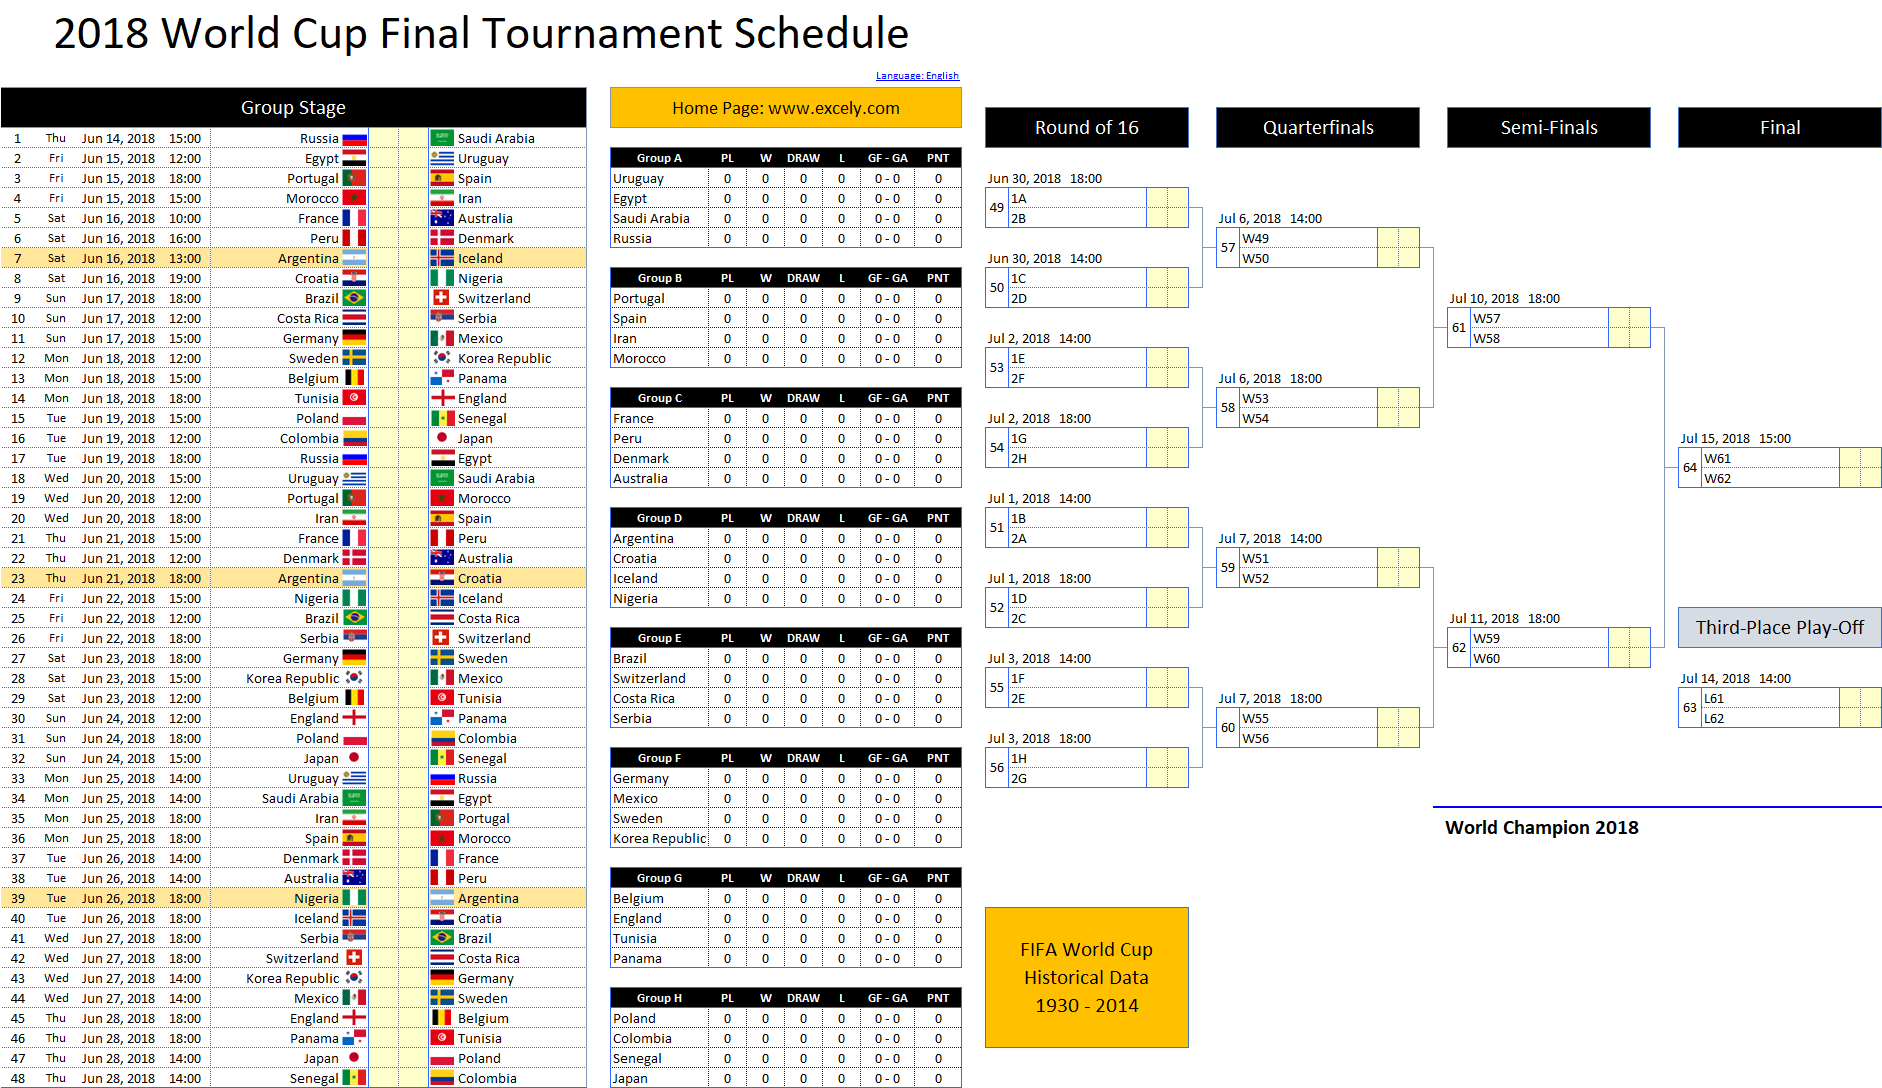 2018 World Cup Final Tournament Schedule
Language: English
Group Stage
1 Thu Jun 14, 2018 15:00 Russia Saudi Arabia
2 Fri Jun 15, 2018 12:00 Egypt Uruguay
3 Fri Jun 15, 2018 18:00 Portugal Spain
4 Fri Jun 15, 2018 15:00 Morocco Iran
5 Sat Jun 16, 2018 10:00 France Australia
6 Sat Jun 16, 2018 16:00 Peru Denmark
7 Sat Jun 16, 2018 13:00 Argentina Iceland
8 Sat Jun 16, 2018 19:00 Croatia Nigeria
9 Sun Jun 17, 2018 18:00 Brazil Switzerland
10 Sun Jun 17, 2018 12:00 Costa Rica Serbia
11 Sun Jun 17, 2018 15:00 Germany Mexico
12 Mon Jun 18, 2018 12:00 Sweden Korea Republic
13 Mon Jun 18, 2018 15:00 Belgium Panama
14 Mon Jun 18, 2018 18:00 Tunisia England
15 Tue Jun 19, 2018 15:00 Poland Senegal
16 Tue Jun 19, 2018 12:00 Colombia Japan
17 Tue Jun 19, 2018 18:00 Russia Egypt
18 Wed Jun 20, 2018 15:00 Uruguay Saudi Arabia
19 Wed Jun 20, 2018 12:00 Portugal Morocco
20 Wed Jun 20, 2018 18:00 Iran Spain
21 Thu Jun 21, 2018 15:00 France Peru
22 Thu Jun 21, 2018 12:00 Denmark Australia
23 Thu Jun 21, 2018 18:00 Argentina Croatia
24 Fri Jun 22, 2018 15:00 Nigeria Iceland
25 Fri Jun 22, 2018 12:00 Brazil Costa Rica
26 Fri Jun 22, 2018 18:00 Serbia Switzerland
27 Sat Jun 23, 2018 18:00 Germany Sweden
28 Sat Jun 23, 2018 15:00 Korea Republic Mexico
29 Sat Jun 23, 2018 12:00 Belgium Tunisia
30 Sun Jun 24, 2018 12:00 England Panama
31 Sun Jun 24, 2018 18:00 Poland Colombia
32 Sun Jun 24, 2018 15:00 Japan Senegal
33 Mon Jun 25, 2018 14:00 Uruguay Russia
34 Mon Jun 25, 2018 14:00 Saudi Arabia Egypt
35 Mon Jun 25, 2018 18:00 Iran Portugal
36 Mon Jun 25, 2018 18:00 Spain Morocco
37 Tue Jun 26, 2018 14:00 Denmark France
38 Tue Jun 26, 2018 14:00 Australia Peru
39 Tue Jun 26, 2018 18:00 Nigeria Argentina
40 Tue Jun 26, 2018 18:00 Iceland Croatia
41 Wed Jun 27, 2018 18:00 Serbia Brazil
42 Wed Jun 27, 2018 18:00 Switzerland Costa Rica
43 Wed Jun 27, 2018 14:00 Korea Republic Germany
44 Wed Jun 27, 2018 14:00 Mexico Sweden
45 Thu Jun 28, 2018 18:00 England Belgium
46 Thu Jun 28, 2018 18:00 Panama Tunisia
47 Thu Jun 28, 2018 14:00 Japan Poland
48 Thu Jun 28, 2018 14:00 Senegal Colombia
Home Page: www.excely.com
Group A PL W DRAW L GF - GA PNT
Uruguay 0 0 0 0 0 - 0 0
Egypt 0 0 0 0 0 - 0 0
Saudi Arabia 0 0 0 0 0 - 0 0
Russia 0 0 0 0 0 - 0 0
Group B PL W DRAW L GF - GA PNT
Portugal 0 0 0 0 0 - 0 0
Spain 0 0 0 0 0 - 0 0
Iran 0 0 0 0 0 - 0 0
Morocco 0 0 0 0 0 - 0 0
Group C PL W DRAW L GF - GA PNT
France 0 0 0 0 0 - 0 0
Peru 0 0 0 0 0 - 0 0
Denmark 0 0 0 0 0 - 0 0
Australia 0 0 0 0 0 - 0 0
Group D PL W DRAW L GF - GA PNT
Argentina 0 0 0 0 0 - 0 0
Croatia 0 0 0 0 0 - 0 0
Iceland 0 0 0 0 0 - 0 0
Nigeria 0 0 0 0 0 - 0 0
Group E PL W DRAW L GF - GA PNT
Brazil 0 0 0 0 0 - 0 0
Switzerland 0 0 0 0 0 - 0 0
Costa Rica 0 0 0 0 0 - 0 0
Serbia 0 0 0 0 0 - 0 0
Group F PL W DRAW L GF - GA PNT
Germany 0 0 0 0 0 - 0 0
Mexico 0 0 0 0 0 - 0 0
Sweden 0 0 0 0 0 - 0 0
Korea Republic 0 0 0 0 0 - 0 0
Group G PL W DRAW L GF - GA PNT
Belgium 0 0 0 0 0 - 0 0
England 0 0 0 0 0 - 0 0
Tunisia 0 0 0 0 0 - 0 0
Panama 0 0 0 0 0 - 0 0
Group H PL W DRAW L GF - GA PNT
Poland 0 0 0 0 0 - 0 0
Colombia 0 0 0 0 0 - 0 0
Senegal 0 0 0 0 0 - 0 0
Japan 0 0 0 0 0 - 0 0
Round of 16
Jun 30, 2018 18:00
49
1A
2B
Jun 30, 2018 14:00
50
1C
2D
Jul 2, 2018 14:00
53
1E
2F
Jul 2, 2018 18:00
54
1G
2H
Jul 1, 2018 14:00
51
1B
2A
Jul 1, 2018 18:00
52
1D
2C
Jul 3, 2018 14:00
55
1F
2E
Jul 3, 2018 18:00
56
1H
2G
Quarterfinals
Jul 6, 2018 14:00
57
W49
W50
Jul 6, 2018 18:00
58
W53
W54
Jul 7, 2018 14:00
59
W51
W52
Jul 7, 2018 18:00
60
W55
W56
Semi-Finals
Jul 10, 2018 18:00
61
W57
W58
Jul 11, 2018 18:00
62
W59
W60
Final
Jul 15, 2018 15:00
64
W61
W62
Third-Place Play-Off
Jul 14, 2018 14:00
63
L61
L62
World Champion 2018
FIFA World Cup
Historical Data
1930 - 2014